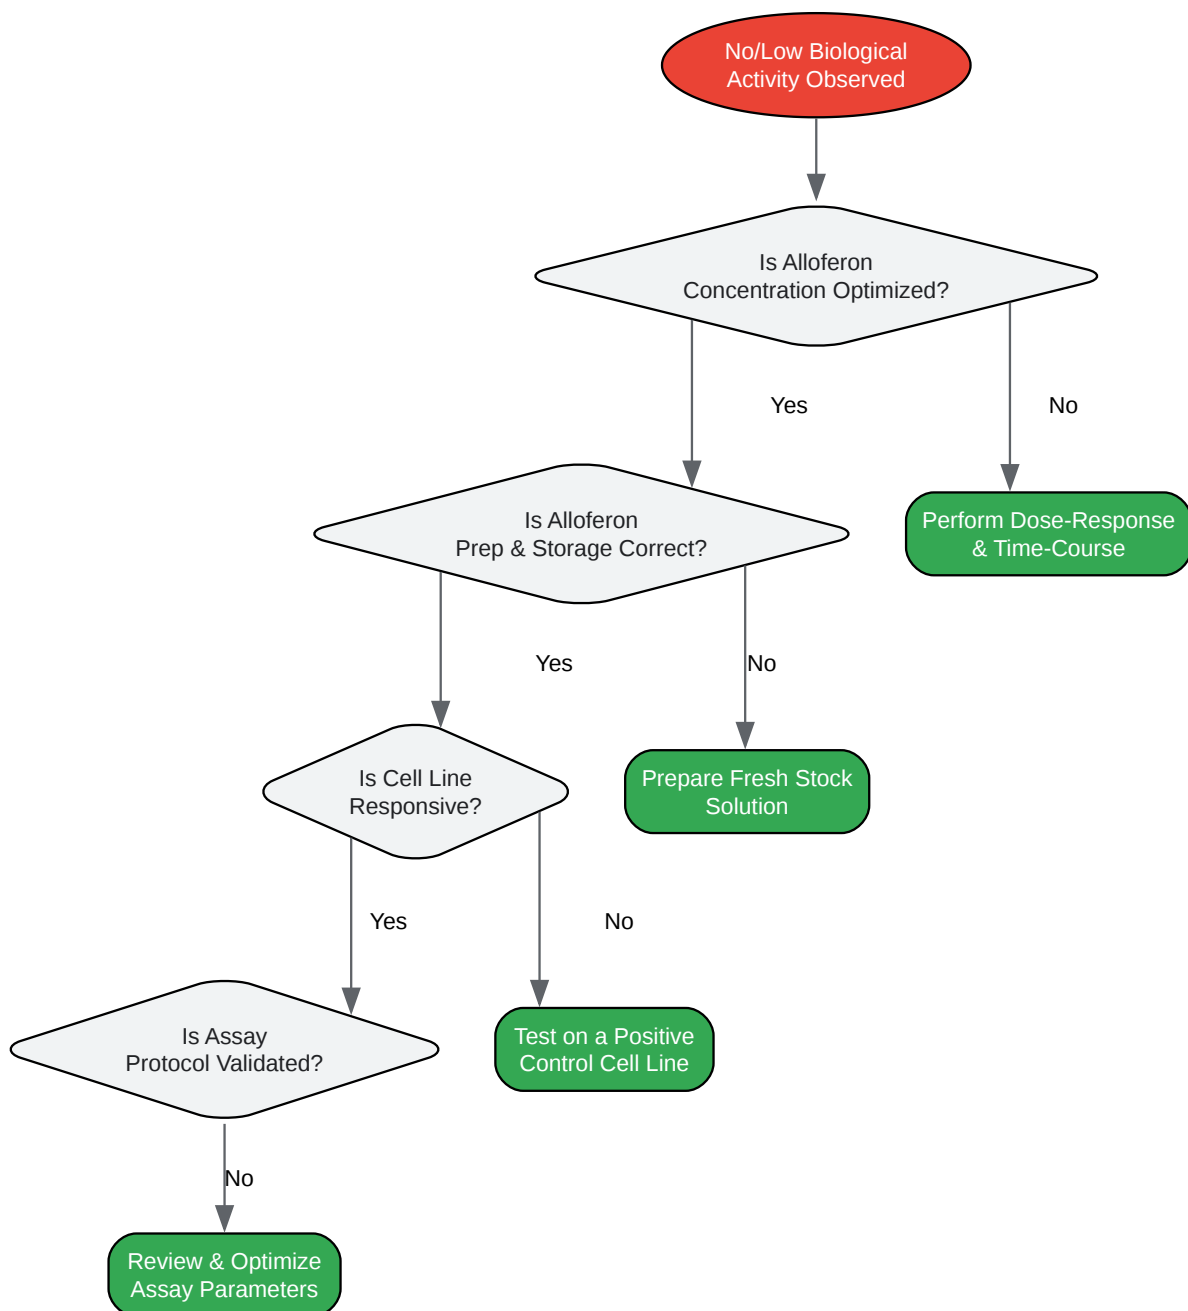 No/Low Biological
Activity Observed
Is Alloferon
Concentration Optimized?
Yes
No
Is Alloferon
Prep & Storage Correct?
Perform Dose-Response
& Time-Course
Yes
No
Is Cell Line
Responsive?
Prepare Fresh Stock
Solution
Yes
No
Is Assay
Protocol Validated?
Test on a Positive
Control Cell Line
No
Review & Optimize
Assay Parameters